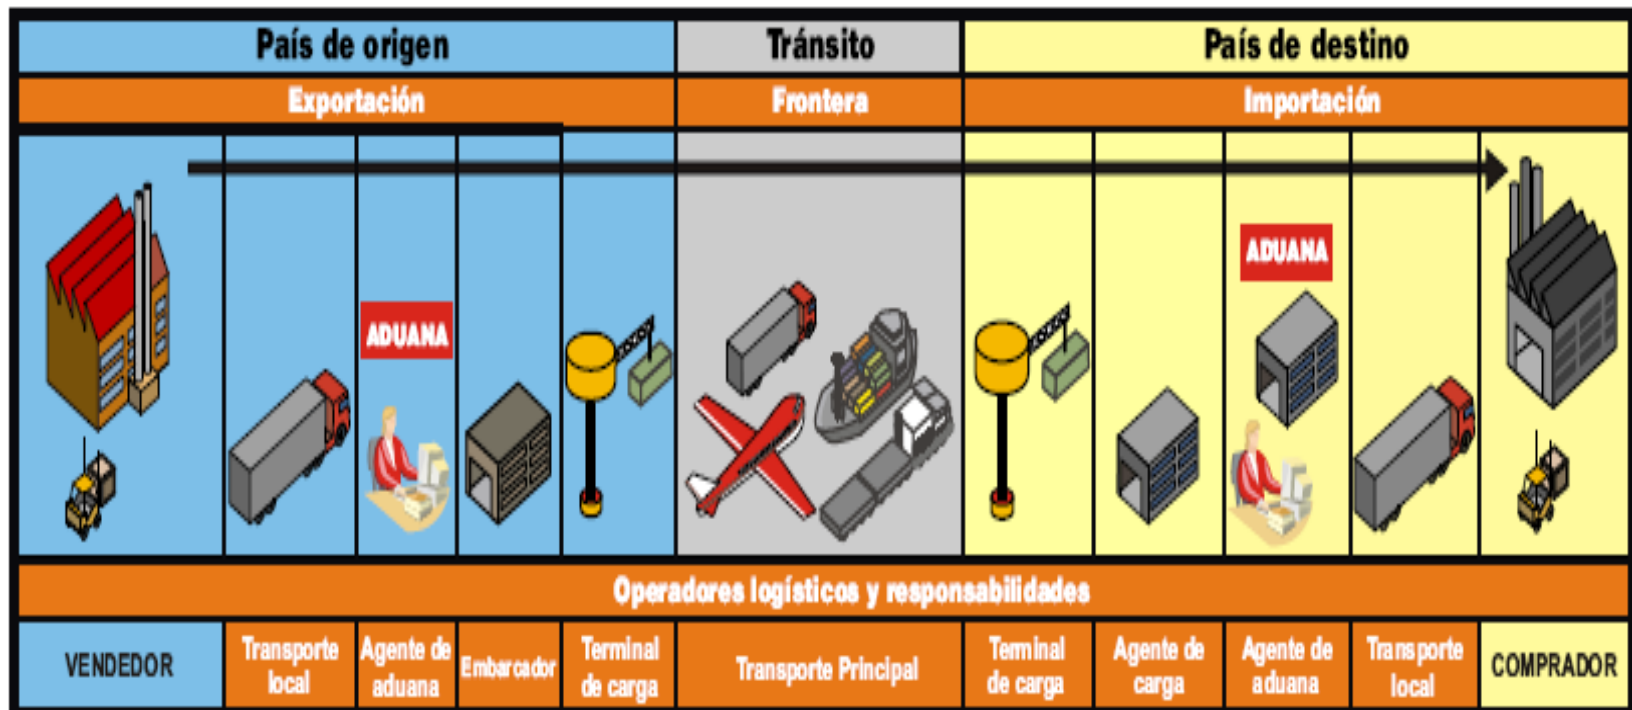 País de origen
Tránsito
País de destino
Exportación
Frontera
Importación
ADUANA
ADUANA
Operadores logísticos y responsabilidades
VENDEDOR
Transporte
local
Agente de
aduana
Embarcador
Terminal
de carga
Transporte Principal
Terminal
de carga
Agente de
carga
Agente de
aduana
Transporte
local
COMPRADOR